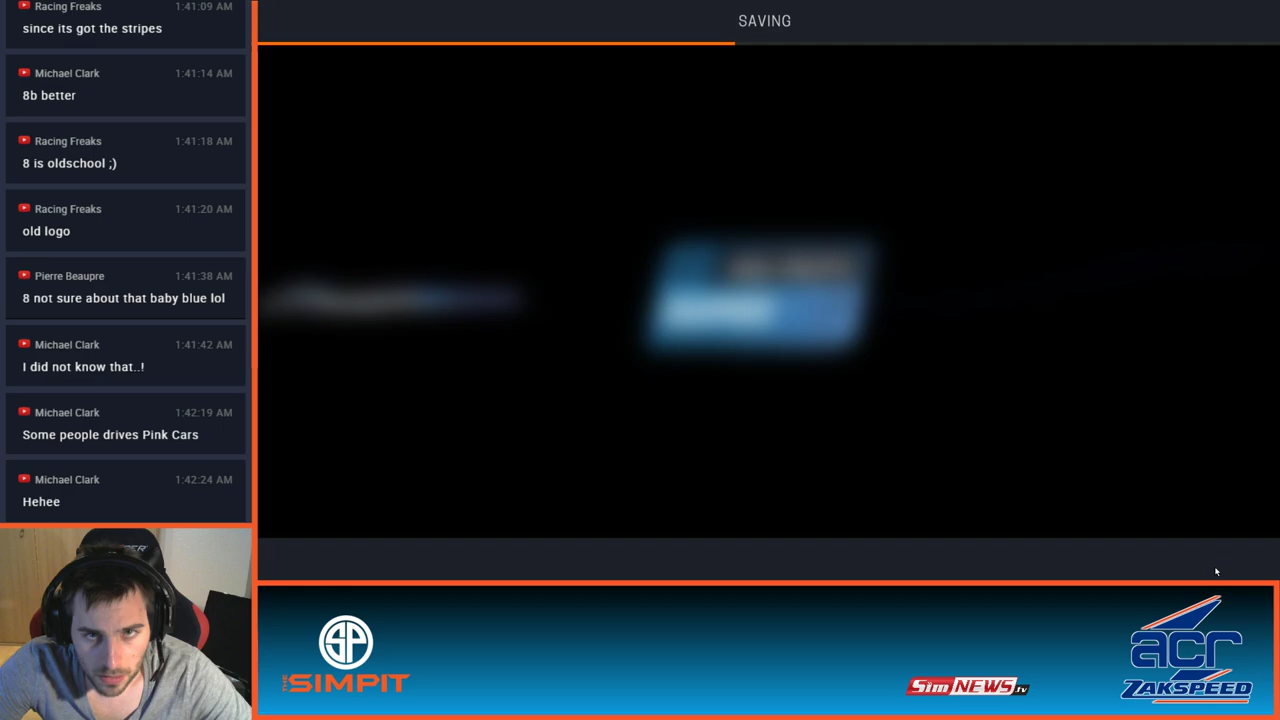 Racing Freaks 1:41:09 AM
since its got the stripes
Michael Clark 1:41:14 AM
8b better
Racing Freaks 1:41:18 AM
8 is oldschool ;)
Racing Freaks 1:41:20 AM
old logo
Pierre Beaupre 1:41:38 AM
8 not sure about that baby blue lol
Michael Clark 1:41:42 AM
I did not know that..!
Michael Clark 1:42:19 AM
Some people drives Pink Cars
Michael Clark 1:42:24 AM
Hehee
SAVING
SP
THE SIMPIT
SimNEWS.tv
acr
ZAKSPEED